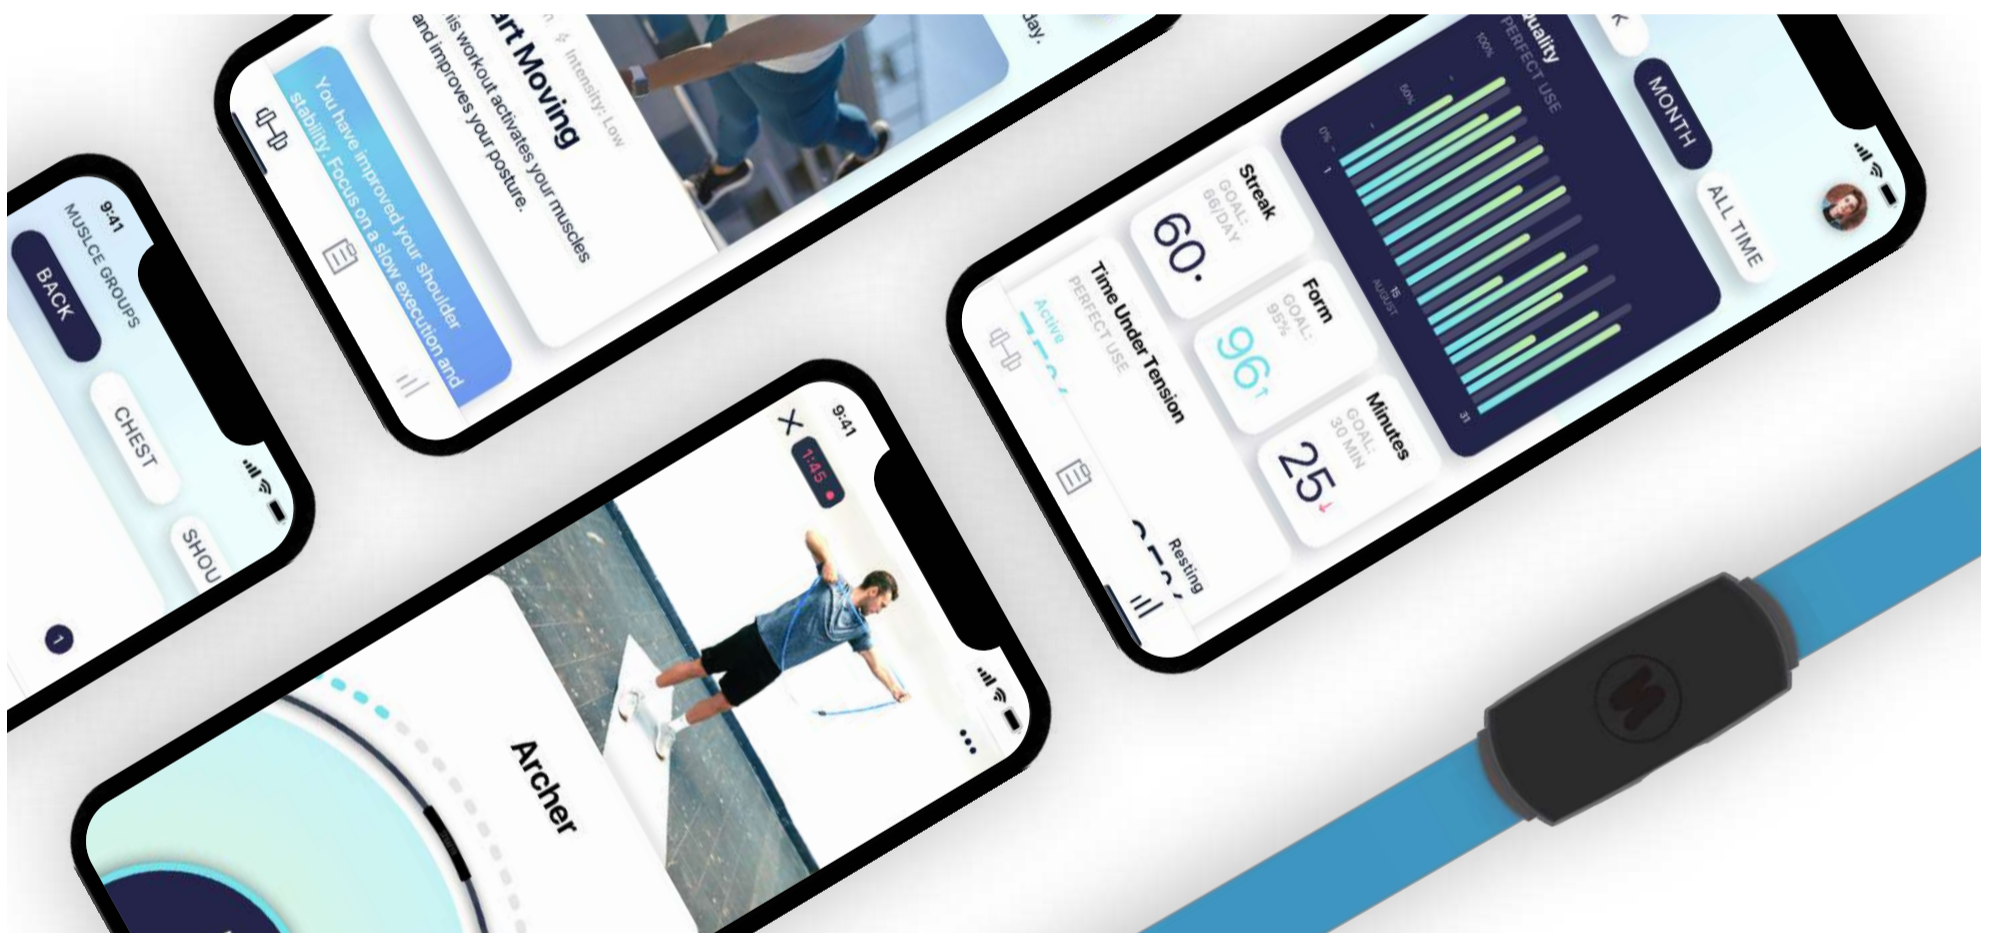 9:41
MUSLCE GROUPS
BACK
CHEST
SHOU
1
day.
Intensity: Low
art Moving
his workout activates your muscles
and improves your posture.
You have improved your shoulder
stability. Focus on a slow execution and
9:41
1:45
Archer
K
MONTH
ALL TIME
Quality
PERFECT USE
100%
50%
0%
1
15
AUGUST
31
Streak
GOAL:
66/DAY
60
Form
GOAL:
95%
96↑
Minutes
GOAL:
30 MIN
25↓
Time Under Tension
PERFECT USE
Active
Resting